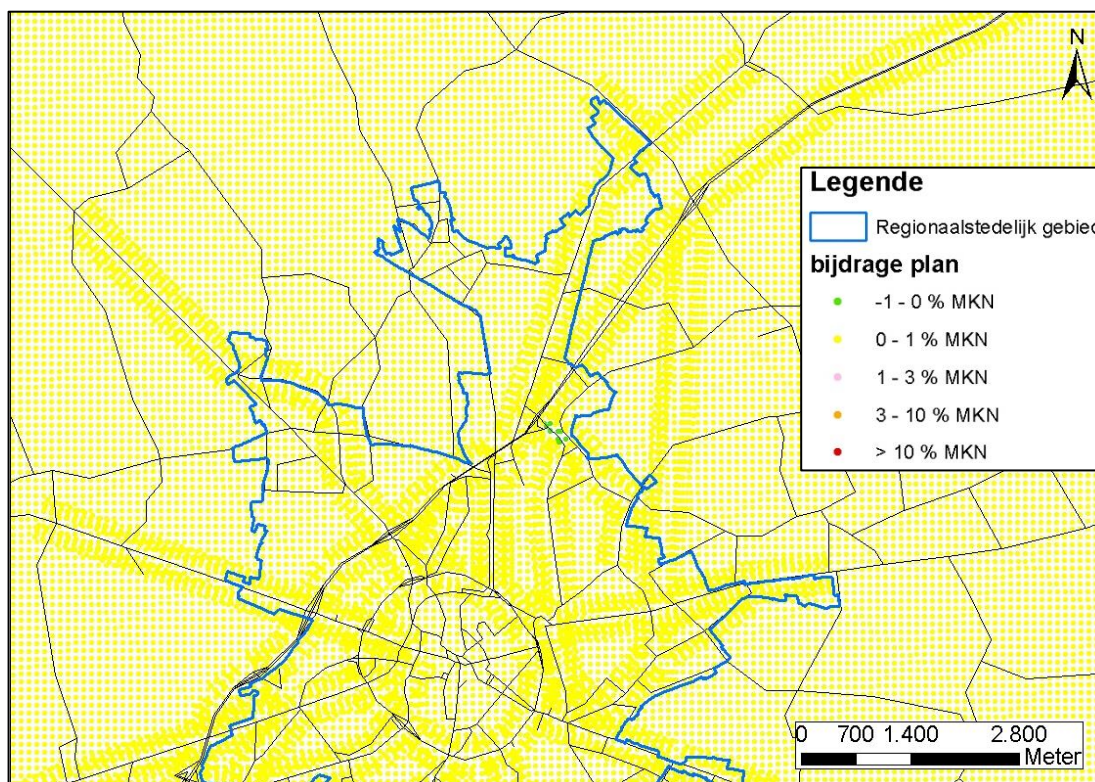 N
Legende
Regionaalstedelijk gebied
bijdrage plan
-1 - 0 % MKN
0 - 1 % MKN
1 - 3 % MKN
3 - 10 % MKN
> 10 % MKN
0 700 1.400 2.800
Meter